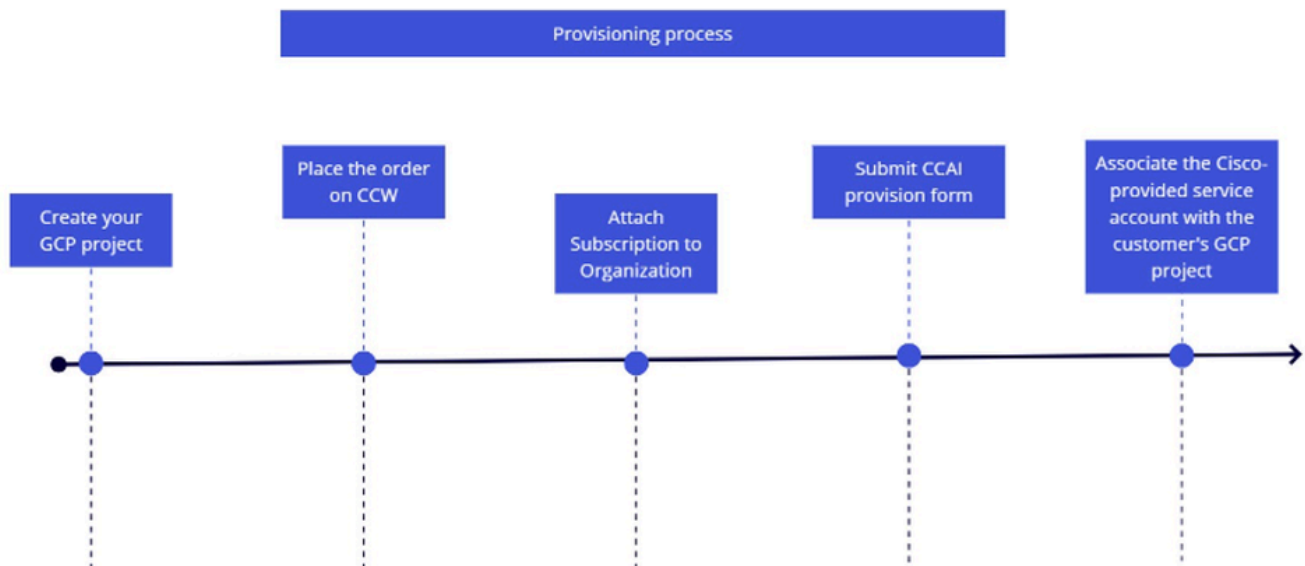 Provisioning process
Create your
GCP project
Place the order
on CCW
Attach
Subscription to
Organization
Submit CCAI
provision form
Associate the Cisco-
provided service
account with the
customer's GCP
project